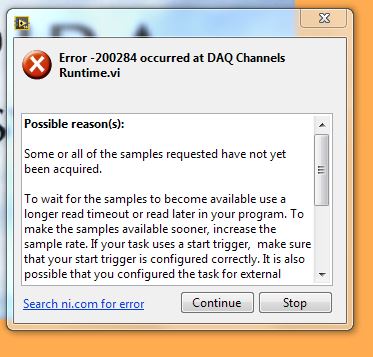 Error -200284 occurred at DAQ Channels
Runtime.vi
Possible reason(s):
Some or all of the samples requested have not yet
been acquired.
To wait for the samples to become available use a
longer read timeout or read later in your program. To
make the samples available sooner, increase the
sample rate. If your task uses a start trigger,  make sure
that your start trigger is configured correctly. It is also
possible that you configured the task for external
Search ni.com for error
Continue
Stop